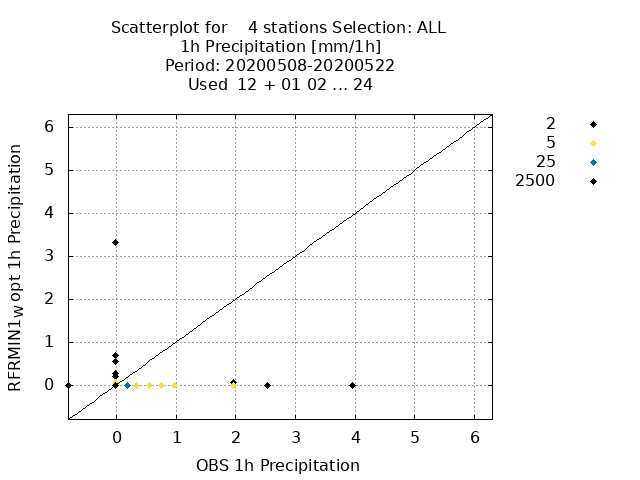 Scatterplot for 4 stations Selection: ALL
1h Precipitation [mm/1h]
Period: 20200508-20200522
Used 12 + 01 02 ... 24
RFRMIN1W opt 1h Precipitation
6
5
4
3
2
1
0
0 1 2 3 4 5 6
OBS 1h Precipitation
2
5
25
2500